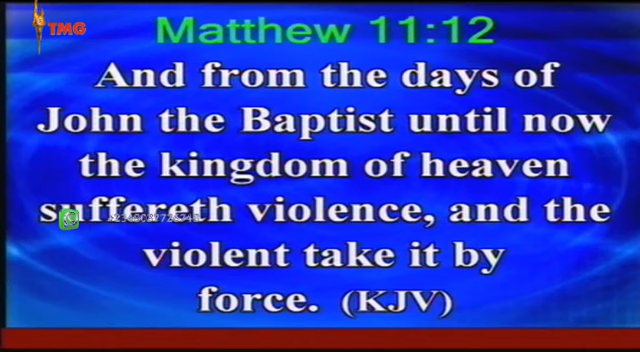 TMG
Matthew 11:12
And from the days of
John the Baptist until now
the kingdom of heaven
suffereth violence, and the
violent take it by
force. (KJV)